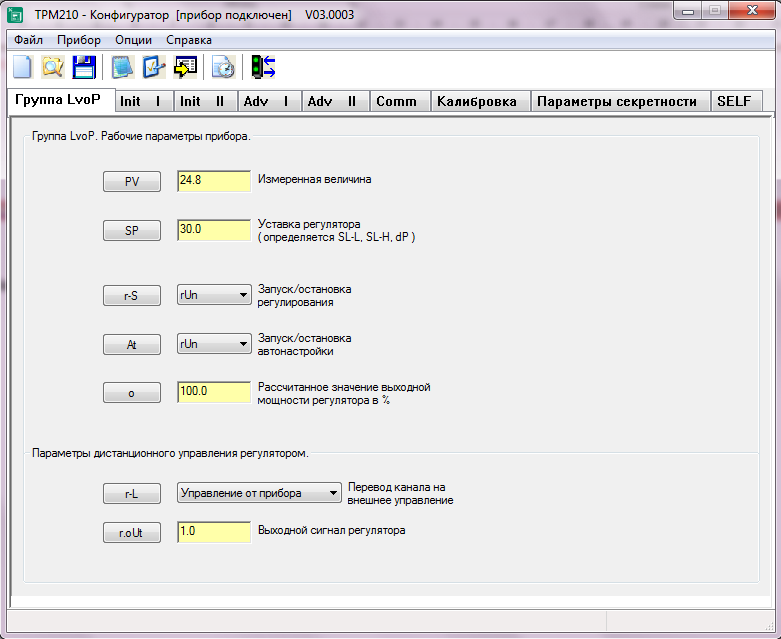 ТРМ210 - Конфигуратор [прибор подключен] V03.0003
Файл Прибор Опции Справка
Группа LvoP Init I Init II Adv I Adv II Comm Калибровка Параметры секретности SELF
Группа LvoP. Рабочие параметры прибора.
PV 24.8 Измеренная величина
SP 30.0 Уставка регулятора
( определяется SL-L, SL-H, dP )
r-S rUn Запуск/остановка
регулирования
At rUn Запуск/остановка
автонастройки
o 100.0 Рассчитанное значение выходной
мощности регулятора в %
Параметры дистанционного управления регулятором.
r-L Управление от прибора Перевод канала на
внешнее управление
r.oUt 1.0 Выходной сигнал регулятора